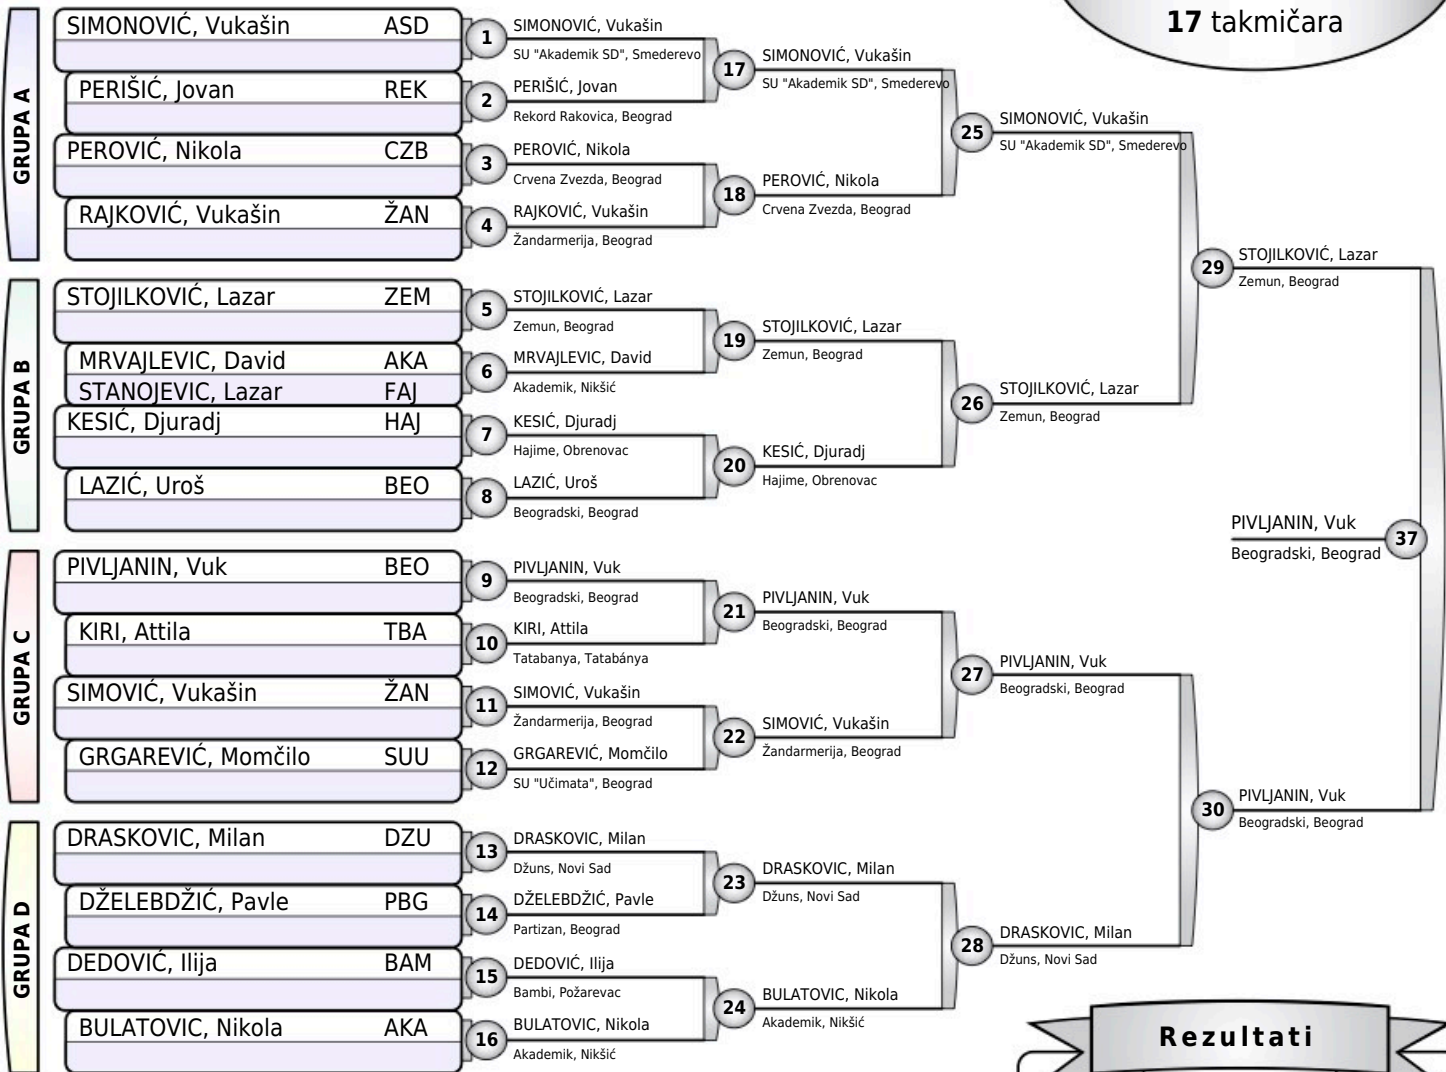 17 takmičara
GRUPA A
SIMONOVIĆ, Vukašin ASD
PERIŠIĆ, Jovan REK
PEROVIĆ, Nikola CZB
RAJKOVIĆ, Vukašin ŽAN
1
SIMONOVIĆ, Vukašin
SU "Akademik SD", Smederevo
2
PERIŠIĆ, Jovan
Rekord Rakovica, Beograd
3
PEROVIĆ, Nikola
Crvena Zvezda, Beograd
4
RAJKOVIĆ, Vukašin
Žandarmerija, Beograd
17
SIMONOVIĆ, Vukašin
SU "Akademik SD", Smederevo
18
PEROVIĆ, Nikola
Crvena Zvezda, Beograd
25
SIMONOVIĆ, Vukašin
SU "Akademik SD", Smederevo
GRUPA B
STOJILKOVIĆ, Lazar ZEM
MRVAJLEVIC, David AKA
STANOJEVIC, Lazar FAJ
KESIĆ, Djuradj HAJ
LAZIĆ, Uroš BEO
5
STOJILKOVIĆ, Lazar
Zemun, Beograd
6
MRVAJLEVIC, David
Akademik, Nikšić
7
KESIĆ, Djuradj
Hajime, Obrenovac
8
LAZIĆ, Uroš
Beogradski, Beograd
19
STOJILKOVIĆ, Lazar
Zemun, Beograd
20
KESIĆ, Djuradj
Hajime, Obrenovac
26
STOJILKOVIĆ, Lazar
Zemun, Beograd
29
STOJILKOVIĆ, Lazar
Zemun, Beograd
GRUPA C
PIVLJANIN, Vuk BEO
KIRI, Attila TBA
SIMOVIĆ, Vukašin ŽAN
GRGAREVIĆ, Momčilo SUU
9
PIVLJANIN, Vuk
Beogradski, Beograd
10
KIRI, Attila
Tatabanya, Tatabánya
11
SIMOVIĆ, Vukašin
Žandarmerija, Beograd
12
GRGAREVIĆ, Momčilo
SU "Učimata", Beograd
21
PIVLJANIN, Vuk
Beogradski, Beograd
22
SIMOVIĆ, Vukašin
Žandarmerija, Beograd
27
PIVLJANIN, Vuk
Beogradski, Beograd
GRUPA D
DRASKOVIC, Milan DZU
DŽELEBDŽIĆ, Pavle PBG
DEDOVIĆ, Ilija BAM
BULATOVIC, Nikola AKA
13
DRASKOVIC, Milan
Džuns, Novi Sad
14
DŽELEBDŽIĆ, Pavle
Partizan, Beograd
15
DEDOVIĆ, Ilija
Bambi, Požarevac
16
BULATOVIC, Nikola
Akademik, Nikšić
23
DRASKOVIC, Milan
Džuns, Novi Sad
24
BULATOVIC, Nikola
Akademik, Nikšić
28
DRASKOVIC, Milan
Džuns, Novi Sad
30
PIVLJANIN, Vuk
Beogradski, Beograd
PIVLJANIN, Vuk
Beogradski, Beograd
37
Rezultati